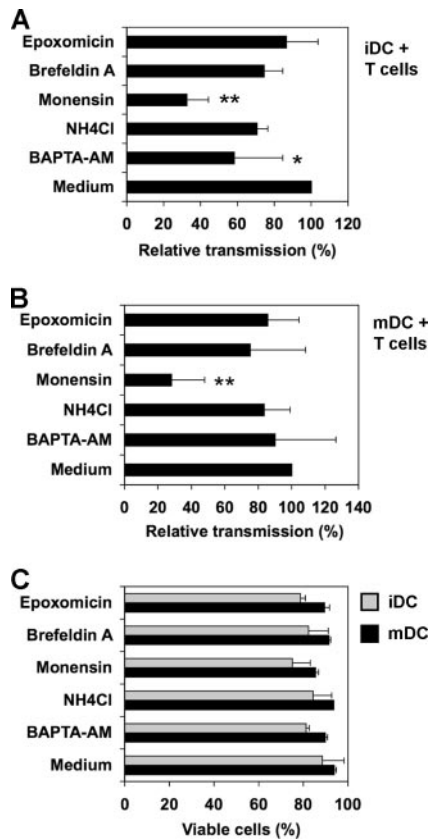 A
iDC +
T cells
Epoxomicin
Brefeldin A
Monensin
**
NH4Cl
BAPTA-AM
*
Medium
0 20 40 60 80 100 120
Relative transmission (%)
B
mDC +
T cells
Epoxomicin
Brefeldin A
Monensin
**
NH4Cl
BAPTA-AM
Medium
0 20 40 60 80 100 120 140
Relative transmission (%)
C
iDC
mDC
Epoxomicin
Brefeldin A
Monensin
NH4Cl
BAPTA-AM
Medium
0 20 40 60 80 100
Viable cells (%)